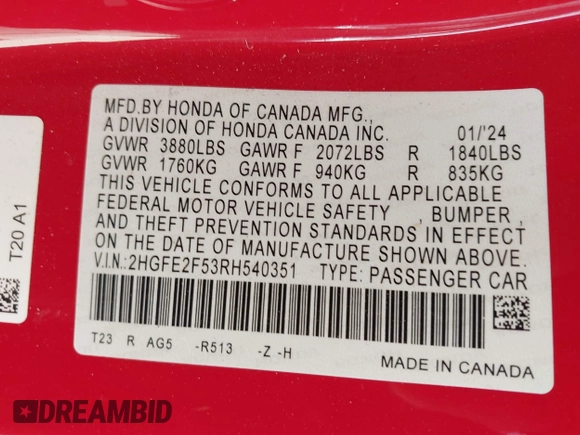 MFD.BY HONDA OF CANADA MFG.,
A DIVISION OF HONDA CANADA INC. 01/'24
GVWR 3880LBS GAWR F 2072LBS R 1840LBS
GVWR 1760KG GAWR F 940KG R 835KG
THIS VEHICLE CONFORMS TO ALL APPLICABLE
FEDERAL MOTOR VEHICLE SAFETY , BUMPER ,
AND THEFT PREVENTION STANDARDS IN EFFECT
ON THE DATE OF MANUFACTURE SHOWN ABOVE.
V.I.N.:2HGFE2F53RH540351 TYPE: PASSENGER CAR
T23 R AG5 -R513 -Z -H
MADE IN CANADA
T20 A1
DREAMBID